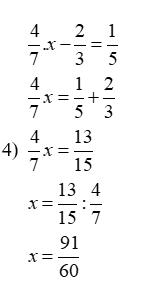 4/7 .x − 2/3 = 1/5
4/7 x = 1/5 + 2/3
4) 4/7 x = 13/15
x = 13/15 : 4/7
x = 91/60